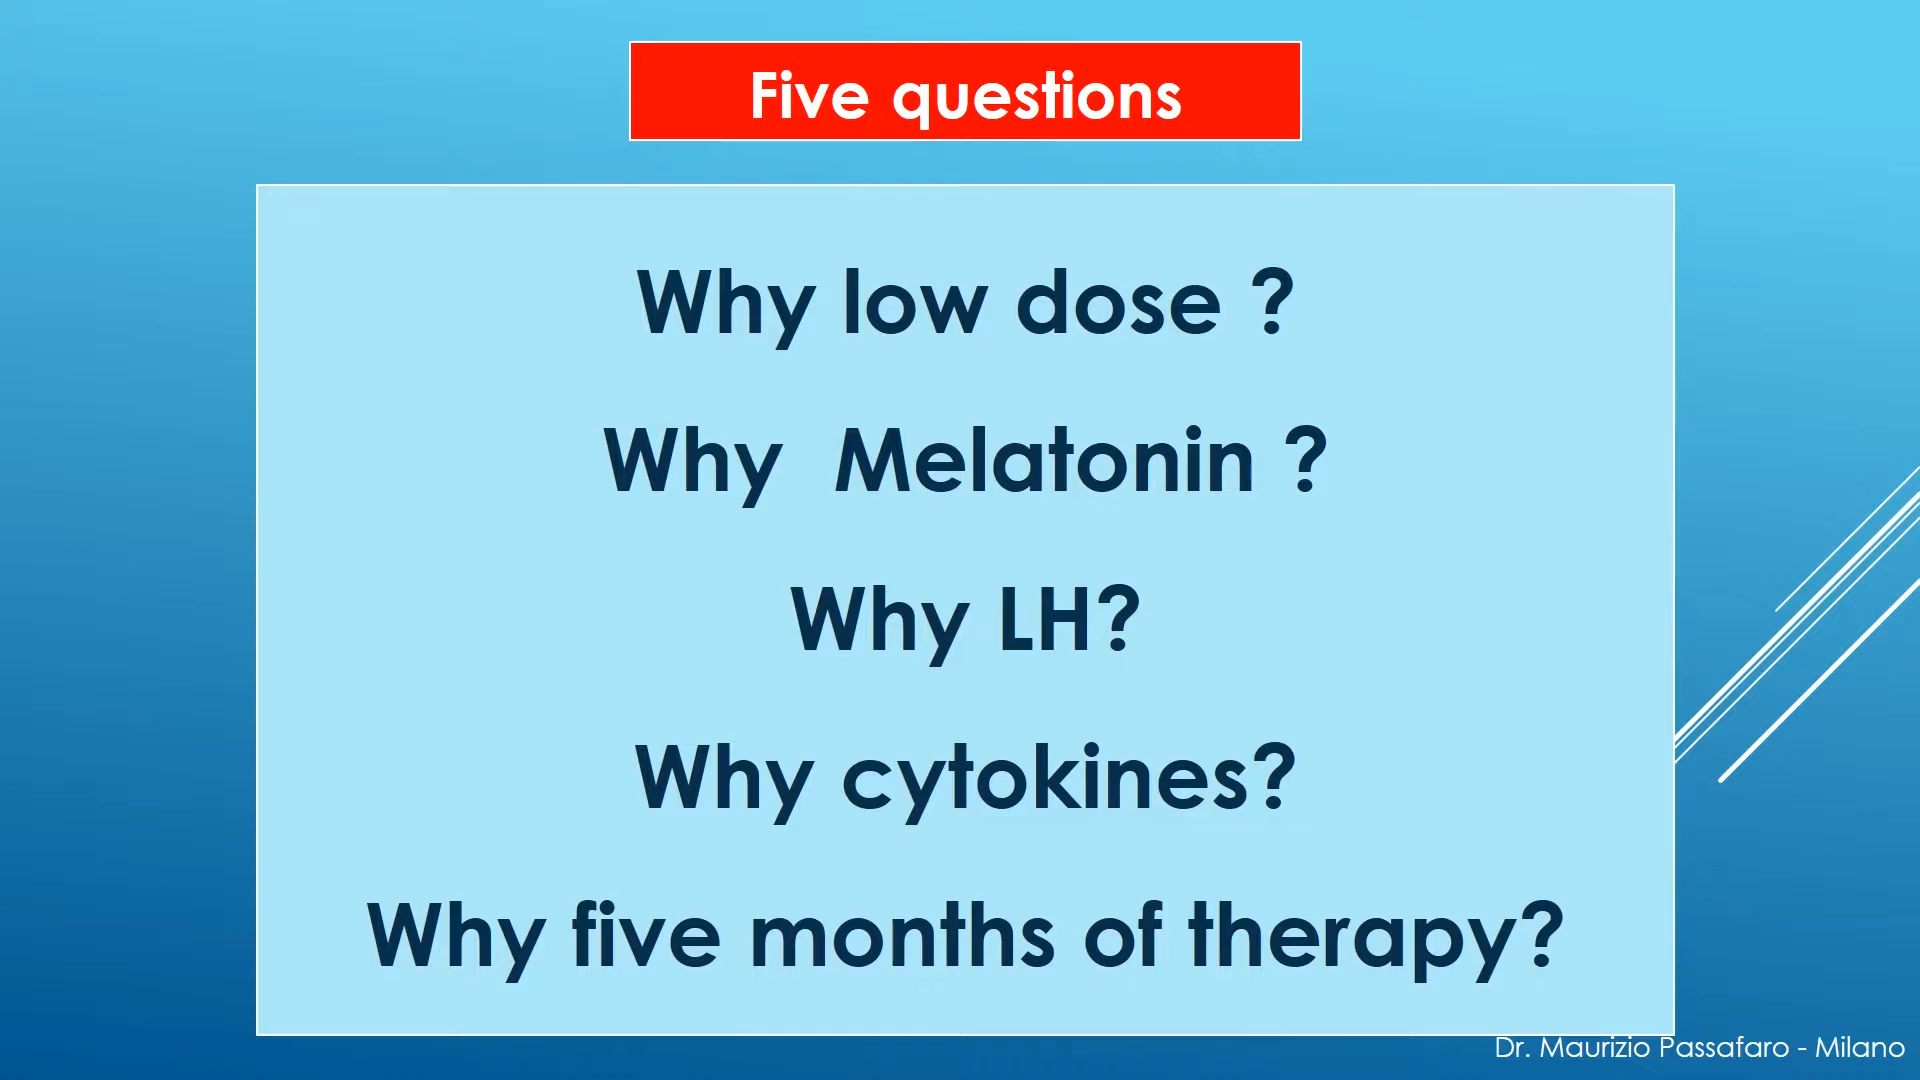 Five questions
Why low dose ?
Why  Melatonin ?
Why LH?
Why cytokines?
Why five months of therapy?
Dr. Maurizio Passafaro - Milano